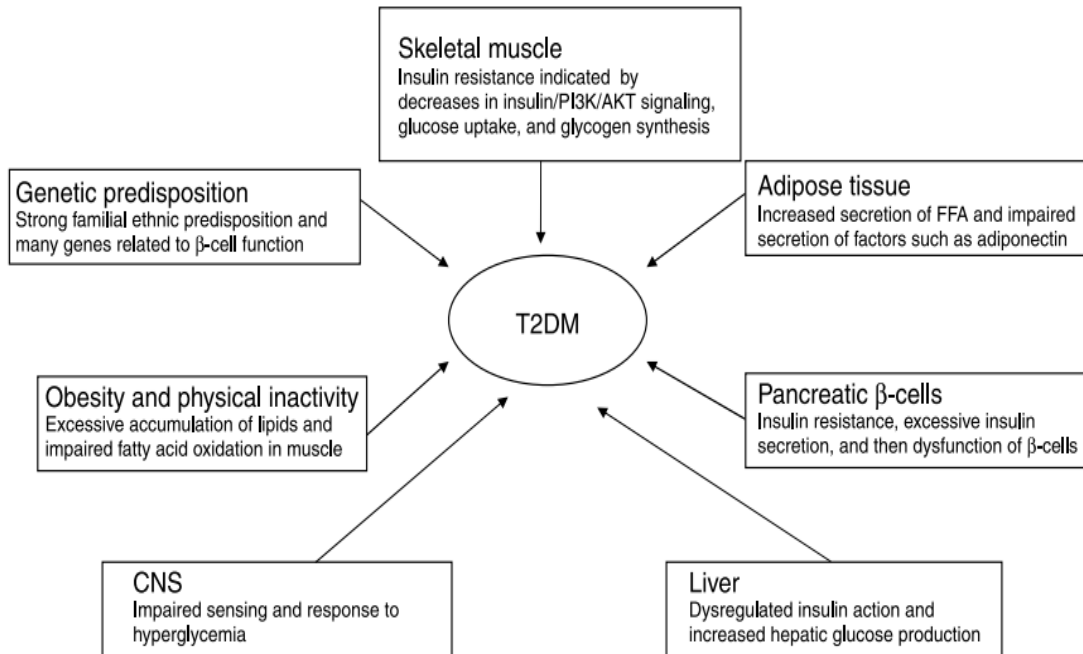 Skeletal muscle
Insulin resistance indicated by
decreases in insulin/PI3K/AKT signaling,
glucose uptake, and glycogen synthesis
Genetic predisposition
Strong familial ethnic predisposition and
many genes related to β-cell function
Adipose tissue
Increased secretion of FFA and impaired
secretion of factors such as adiponectin
T2DM
Obesity and physical inactivity
Excessive accumulation of lipids and
impaired fatty acid oxidation in muscle
Pancreatic β-cells
Insulin resistance, excessive insulin
secretion, and then dysfunction of β-cells
CNS
Impaired sensing and response to
hyperglycemia
Liver
Dysregulated insulin action and
increased hepatic glucose production